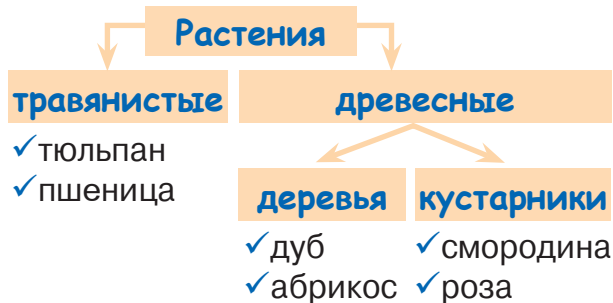 Растения
травянистые древесные
✓тюльпан
✓пшеница
деревья кустарники
✓дуб ✓смородина
✓абрикос ✓роза